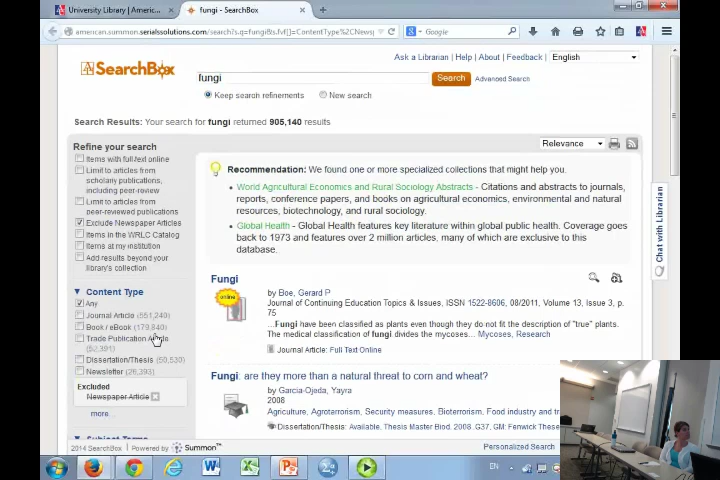 University Library | Americ...
fungi - SearchBox
american.summon.serialssolutions.com/search?s.q=fungi&s.fvf[]=ContentType%2CNewsp
Google
Ask a Librarian | Help | About | Feedback | English
SearchBox
fungi
Search
Advanced Search
Keep search refinements
New search
Search Results: Your search for fungi returned 905,140 results
Refine your search
Relevance
Items with full text online
Limit to articles from
scholarly publications,
including peer-review
Limit to articles from
peer-reviewed publications
Exclude Newspaper Articles
Items in the WRLC Catalog
Items at my institution
Add results beyond your
library's collection
Content Type
Any
Journal Article (551,240)
Book / eBook (179,840)
Trade Publication Article
(52,391)
Dissertation/Thesis (50,530)
Newsletter (26,393)
Excluded
Newspaper Article
more...
Subject Terms
Recommendation: We found one or more specialized collections that might help you.
World Agricultural Economics and Rural Sociology Abstracts - Citations and abstracts to journals,
reports, conference papers, and books on agricultural economics, environmental and natural
resources, biotechnology, and rural sociology.
Global Health - Global Health features key literature within global public health. Coverage goes
back to 1973 and features over 2 million articles, many of which are exclusive to this
database.
Fungi
online
by Boe, Gerard P
Journal of Continuing Education Topics & Issues, ISSN 1522-8606, 08/2011, Volume 13, Issue 3, p.
75
...Fungi have been classified as plants even though they do not fit the description of "true" plants.
The medical classification of fungi divides the mycoses... Mycoses, Research
Journal Article: Full Text Online
Fungi: are they more than a natural threat to corn and wheat?
by Garcia-Ojeda, Yayra
2008
Agriculture, Agroterrorism, Security measures, Bioterrorism, Food industry and tr
Dissertation/Thesis: Available, Thesis Master Biod. 2008. G37, GM: Fenwick These
Chat with Librarian
2014 SearchBox | Powered by Summon™
Personalized Search
EN